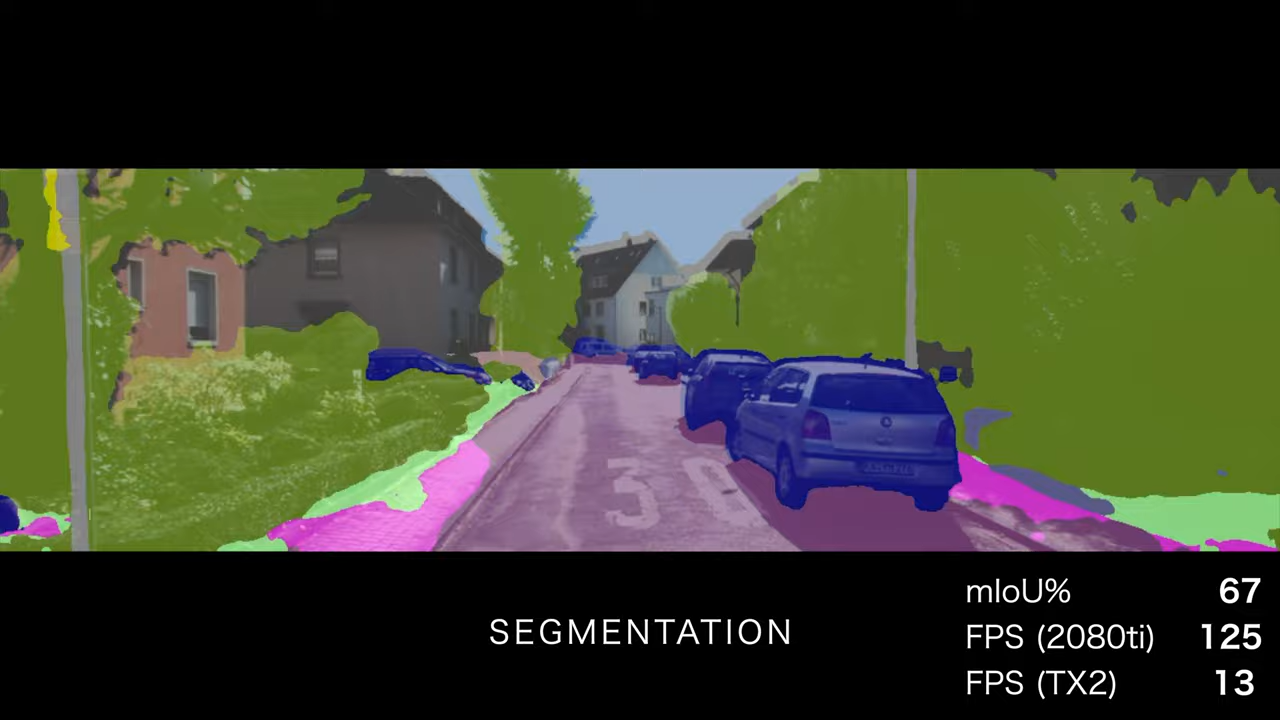 30
SEGMENTATION
mIoU% 67
FPS (2080ti) 125
FPS (TX2) 13